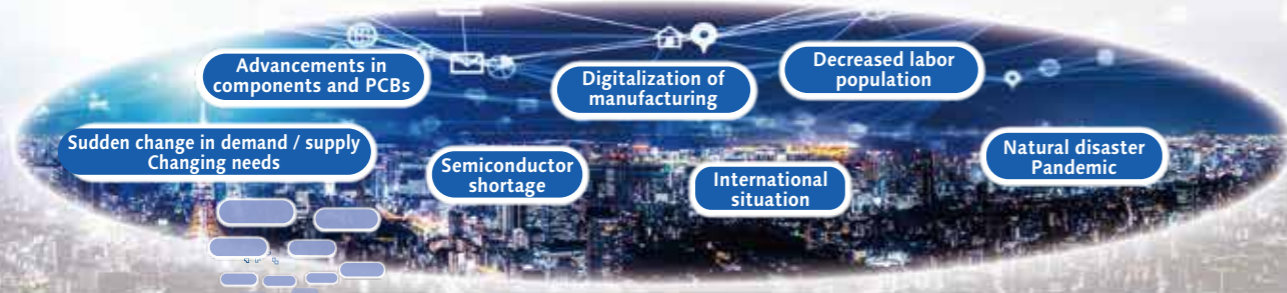 Advancements in
components and PCBs
Digitalization of
manufacturing
Decreased labor
population
Sudden change in demand / supply
Changing needs
Semiconductor
shortage
International
situation
Natural disaster
Pandemic